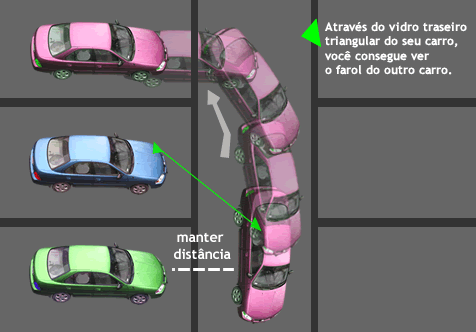 Através do vidro traseiro
triangular do seu carro,
você consegue ver
o farol do outro carro.
manter
distância